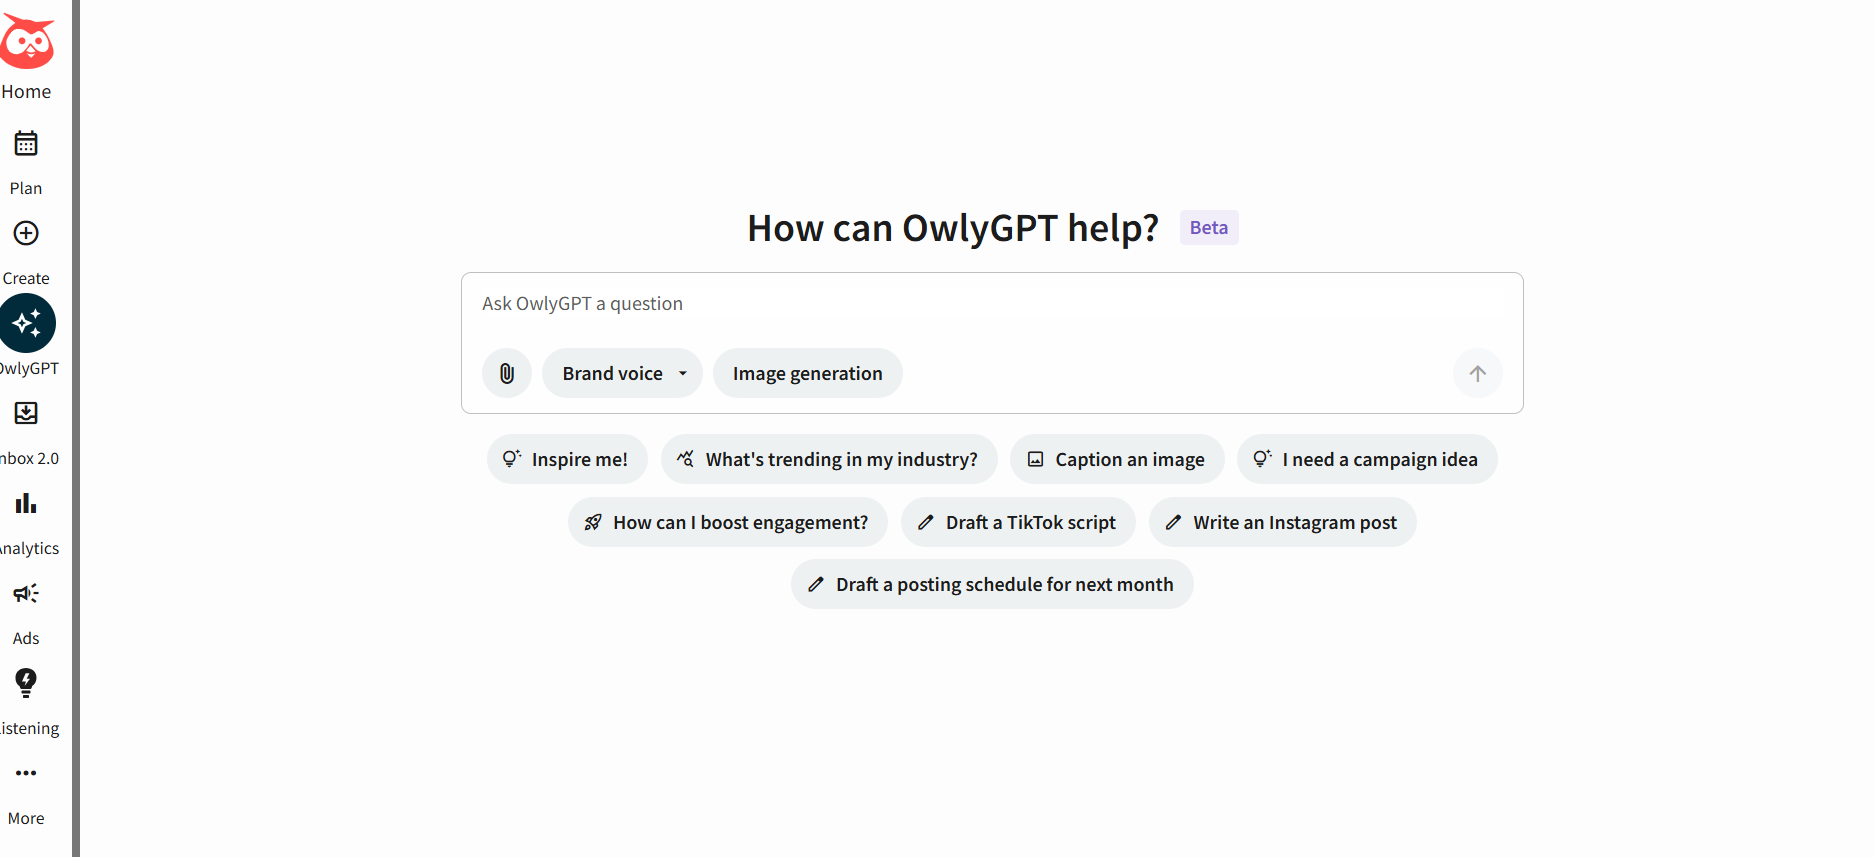 Home
Plan
Create
OwlyGPT
nbox 2.0
Analytics
Ads
istening
More
How can OwlyGPT help? Beta
Ask OwlyGPT a question
Brand voice Image generation
Inspire me! What's trending in my industry? Caption an image I need a campaign idea
How can I boost engagement? Draft a TikTok script Write an Instagram post
Draft a posting schedule for next month